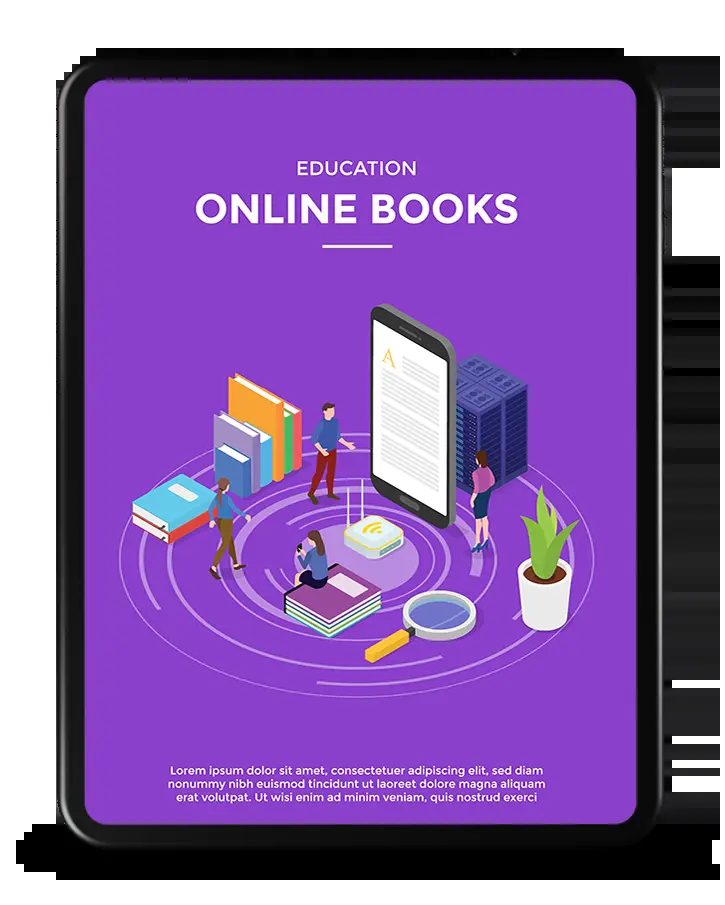 EDUCATION
ONLINE BOOKS
A
Lorem ipsum dolor sit amet, consectetuer adipiscing elit, sed diam
nonummy nibh euismod tincidunt ut laoreet dolore magna aliquam
erat volutpat. Ut wisi enim ad minim veniam, quis nostrud exerci